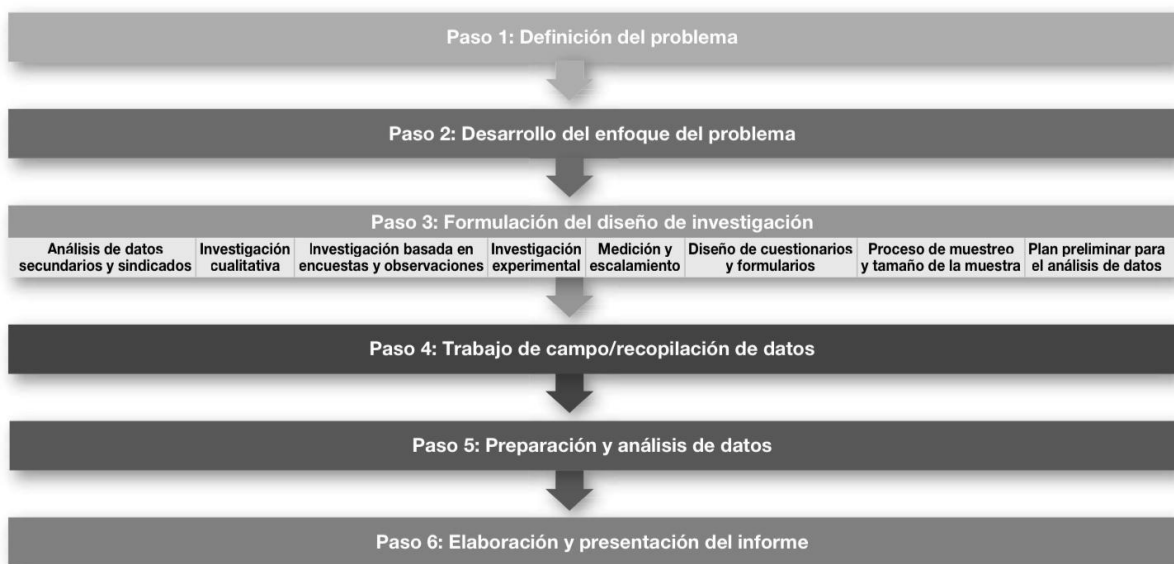 Paso 1: Definición del problema
Paso 2: Desarrollo del enfoque del problema
Paso 3: Formulación del diseño de investigación
Análisis de datos
secundarios y sindicados
Investigación
cualitativa
Investigación basada en
encuestas y observaciones
Investigación
experimental
Medición y
escalamiento
Diseño de cuestionarios
y formularios
Proceso de muestreo
y tamaño de la muestra
Plan preliminar para
el análisis de datos
Paso 4: Trabajo de campo/recopilación de datos
Paso 5: Preparación y análisis de datos
Paso 6: Elaboración y presentación del informe